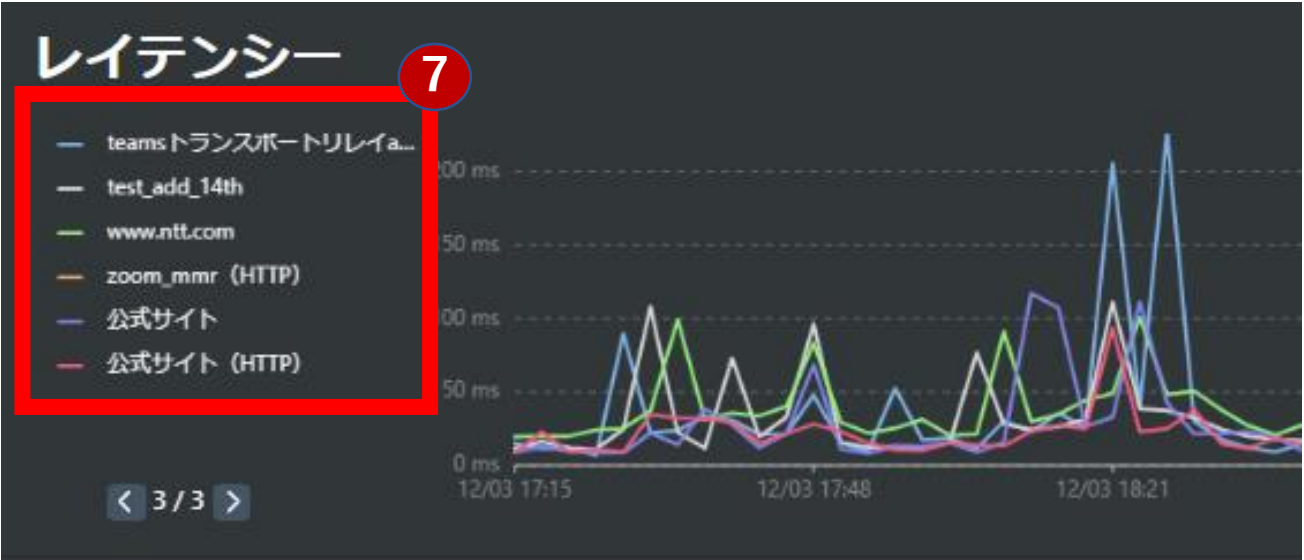 レイテンシー
7
teamsトランスポートリレイa...
test_add_14th
www.ntt.com
zoom_mmr（HTTP）
公式サイト
公式サイト（HTTP）
00 ms
50 ms
00 ms
50 ms
0 ms
12/03 17:15
12/03 17:48
12/03 18:21
3 / 3